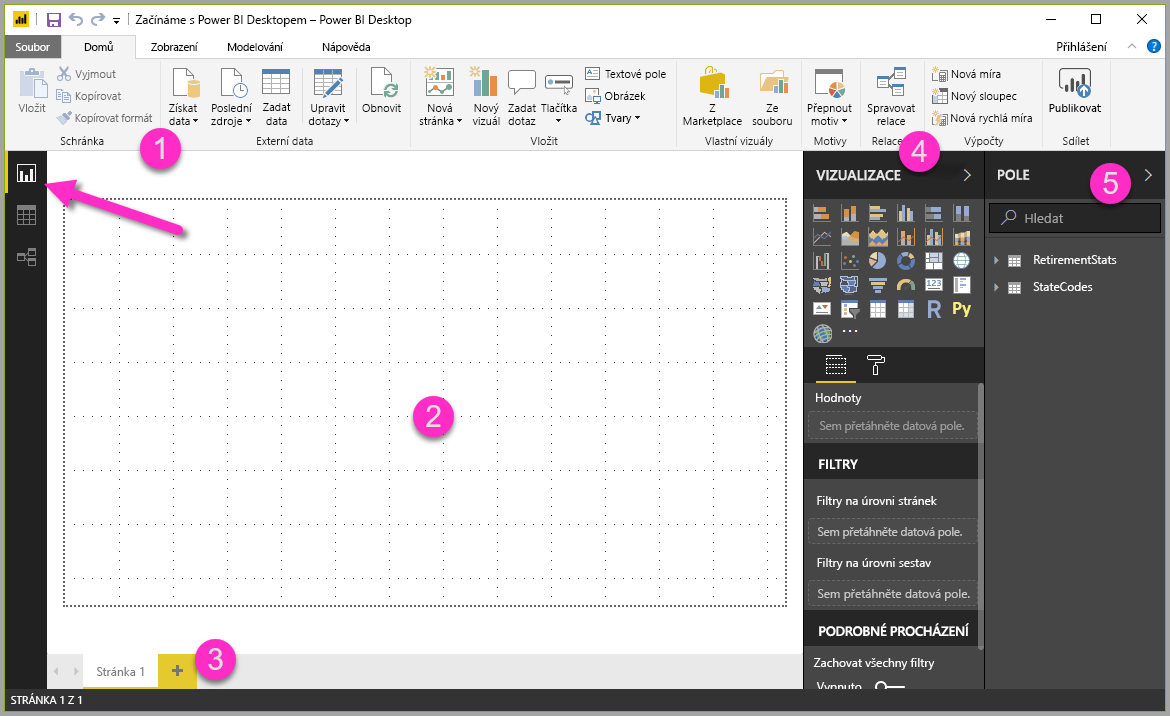 Začínáme s Power BI Desktopem – Power BI Desktop
Soubor Domů Zobrazení Modelování Nápověda Přihlášení ?
Vložit
Vyjmout
Kopírovat
Kopírovat formát
Schránka
Získat data
Poslední zdroje
Zadat data
Upravit dotazy
Obnovit
Externí data
Nová stránka
Nový vizuál
Zadat dotaz
Tlačítka
Textové pole
Obrázek
Tvary
Vložit
Z Marketplace
Ze souboru
Vlastní vizuály
Přepnout motiv
Motivy
Spravovat relace
Relace
Nová míra
Nový sloupec
Nová rychlá míra
Výpočty
Publikovat
Sdílet
1
2
3
4
5
VIZUALIZACE
123
R
Py
...
Hodnoty
Sem přetáhněte datová pole.
FILTRY
Filtry na úrovni stránek
Sem přetáhněte datová pole.
Filtry na úrovni sestav
Sem přetáhněte datová pole.
PODROBNÉ PROCHÁZENÍ
Zachovat všechny filtry
Vypnuto
POLE
Hledat
RetirementStats
StateCodes
Stránka 1 +
STRÁNKA 1 Z 1